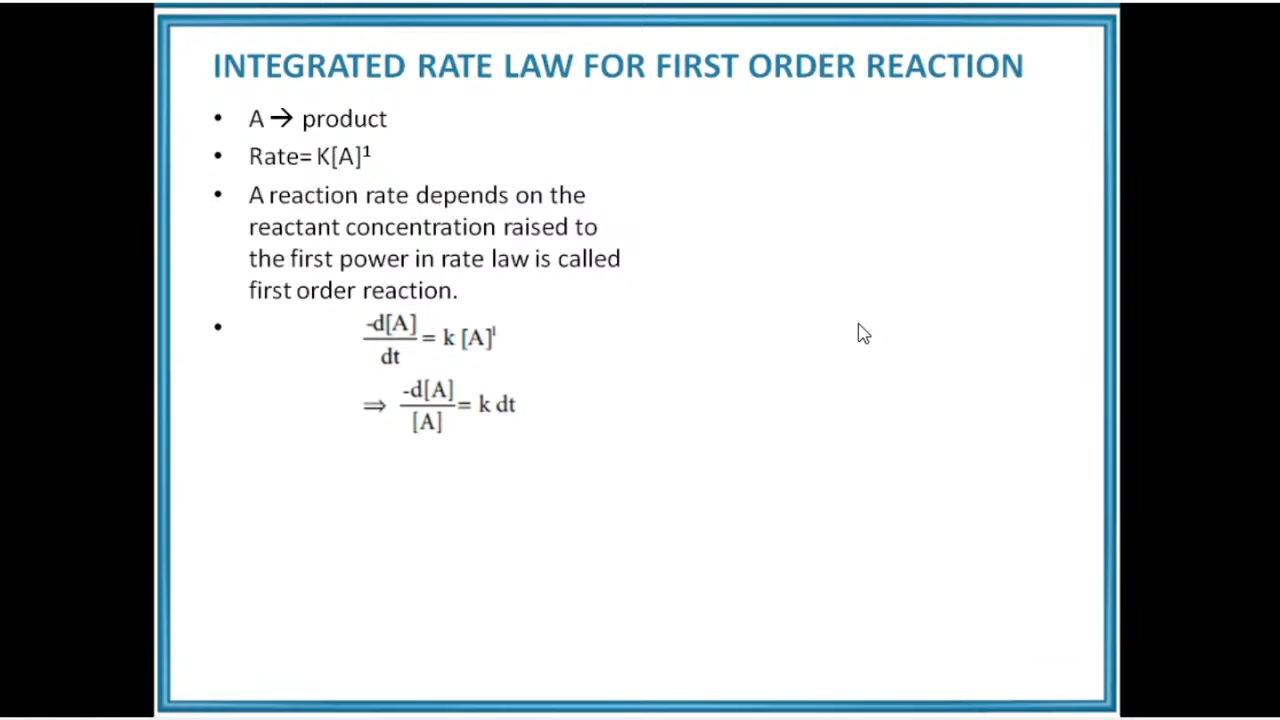 INTEGRATED RATE LAW FOR FIRST ORDER REACTION
• A → product
• Rate= K[A]¹
• A reaction rate depends on the
reactant concentration raised to
the first power in rate law is called
first order reaction.
• -d[A]/dt = k [A]¹
⇒ -d[A]/[A] = k dt